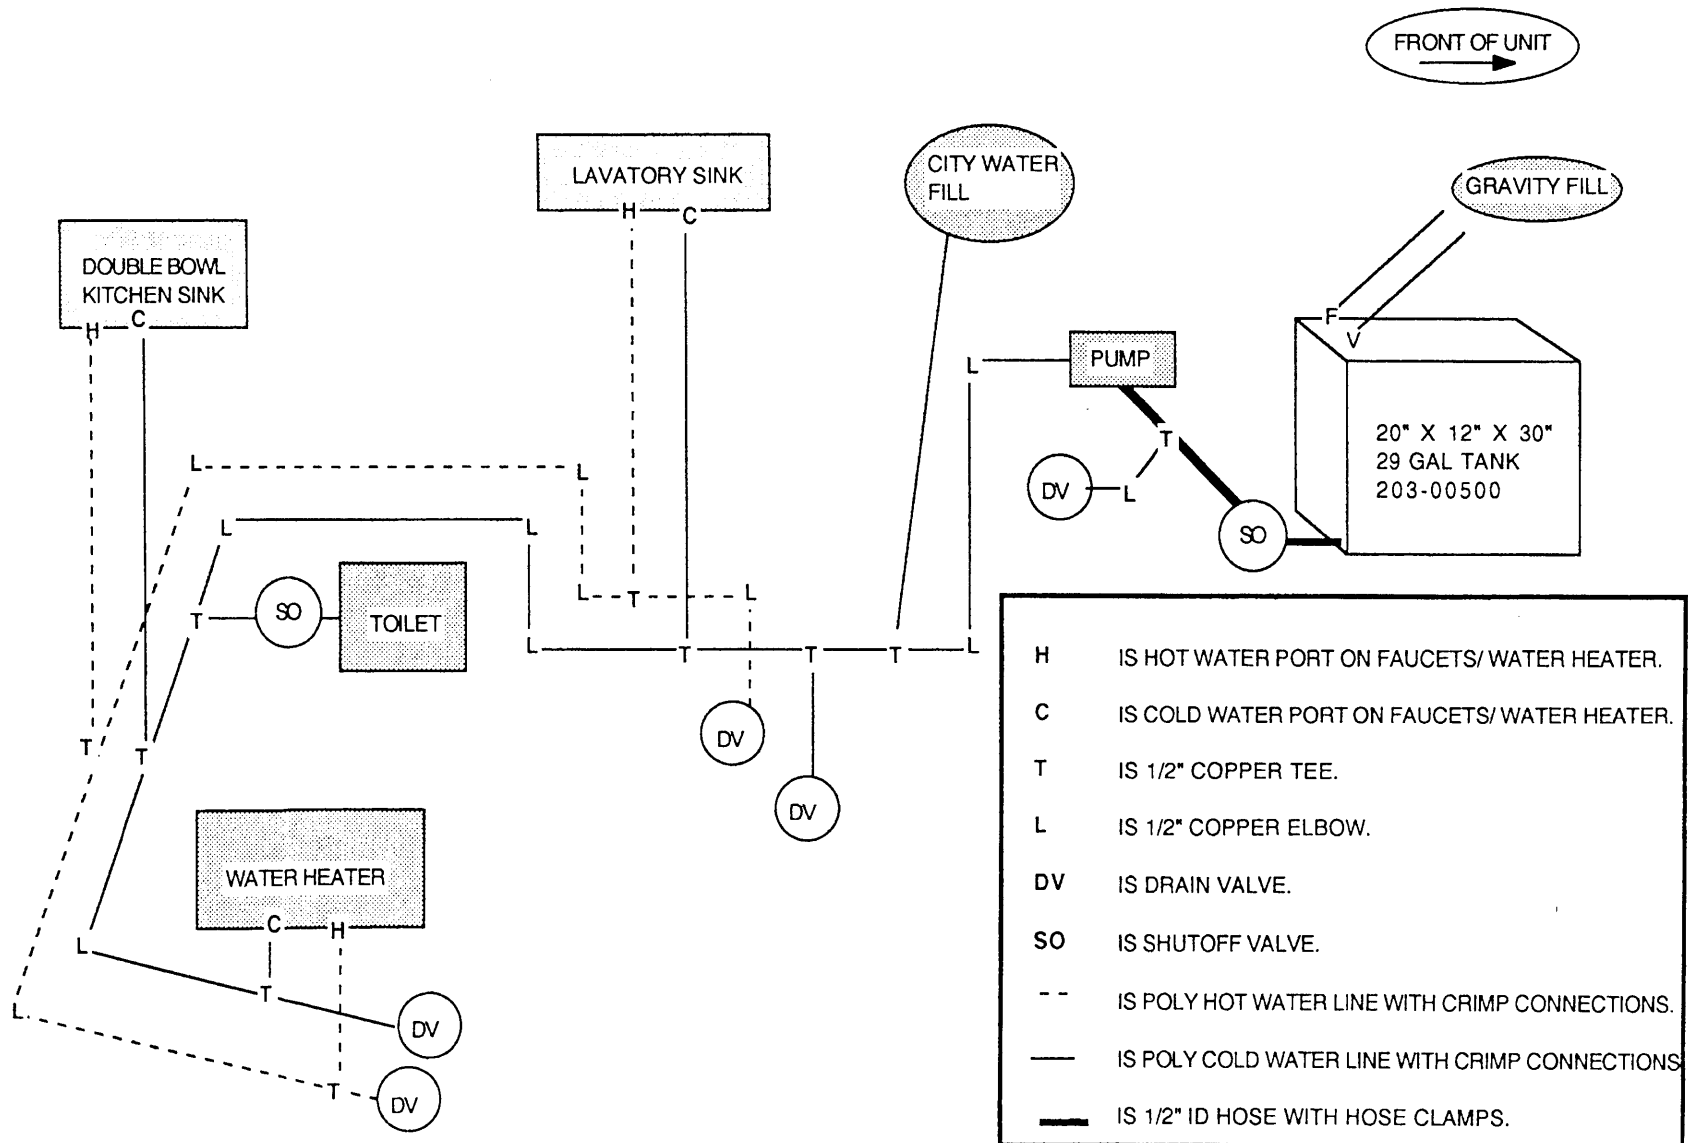 FRONT OF UNIT
CITY WATER
FILL
GRAVITY FILL
LAVATORY SINK
H C
DOUBLE BOWL
KITCHEN SINK
H C
F
V
PUMP
L
T
20" X 12" X 30"
29 GAL TANK
203-00500
DV L
SO
L L
L L
SO
TOILET
T
L T L
L T T T L
DV
DV
T T
WATER HEATER
C H
L
T
L
DV
T
DV
H IS HOT WATER PORT ON FAUCETS/ WATER HEATER.
C IS COLD WATER PORT ON FAUCETS/ WATER HEATER.
T IS 1/2" COPPER TEE.
L IS 1/2" COPPER ELBOW.
DV IS DRAIN VALVE.
SO IS SHUTOFF VALVE.
-- IS POLY HOT WATER LINE WITH CRIMP CONNECTIONS.
IS POLY COLD WATER LINE WITH CRIMP CONNECTIONS
IS 1/2" ID HOSE WITH HOSE CLAMPS.